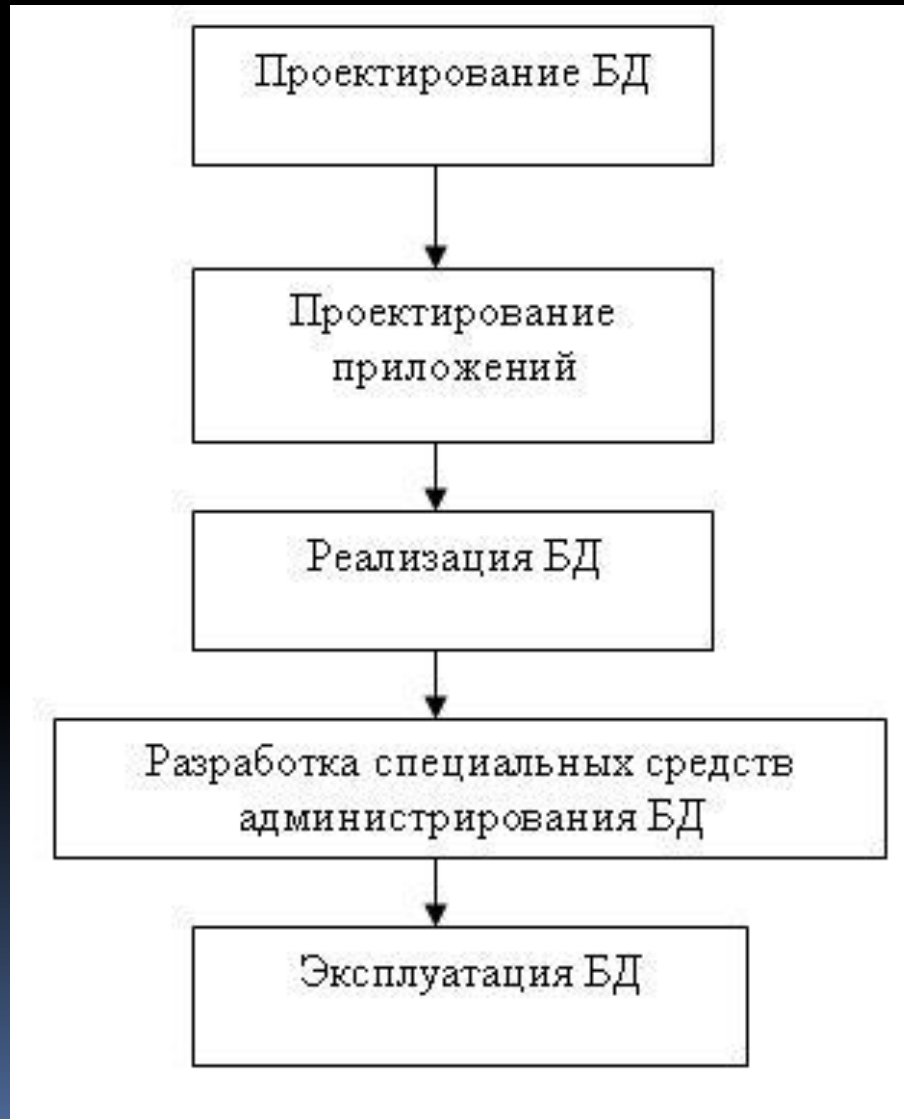 Проектирование БД
Проектирование
приложений
Реализация БД
Разработка специальных средств
администрирования БД
Эксплуатация БД